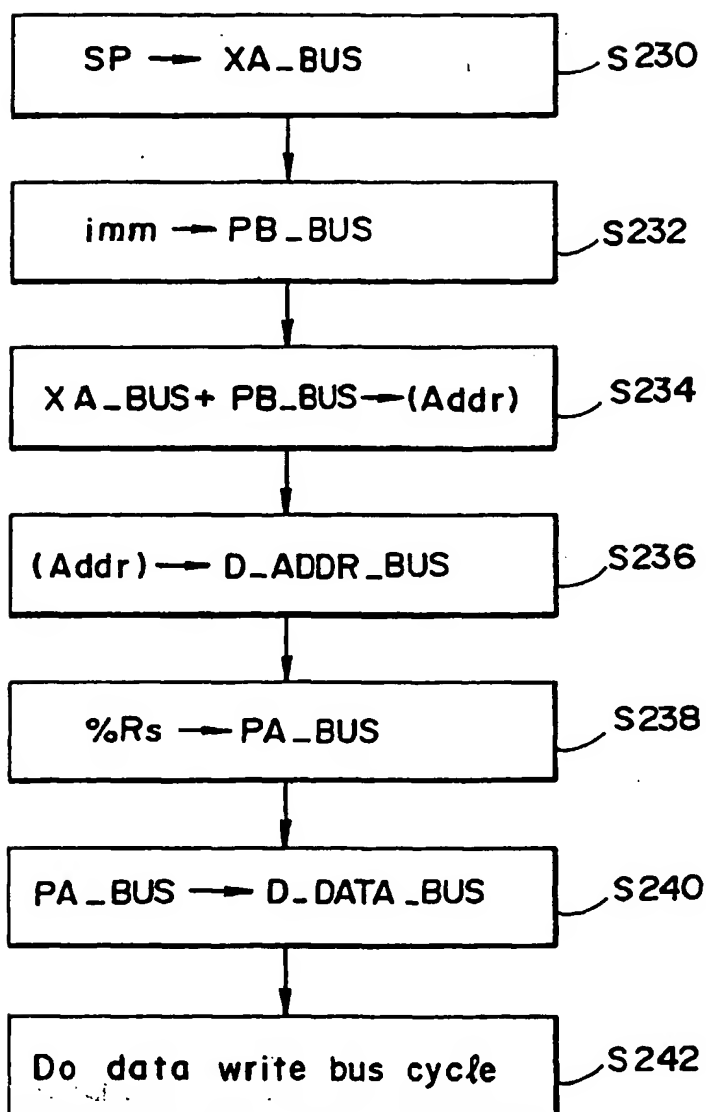 SP → XA_BUS
S230
imm → PB_BUS
S232
XA_BUS+ PB_BUS→(Addr)
S234
(Addr)→ D_ADDR_BUS
S236
%Rs → PA_BUS
S238
PA_BUS → D_DATA_BUS
S240
Do data write bus cycle
S242